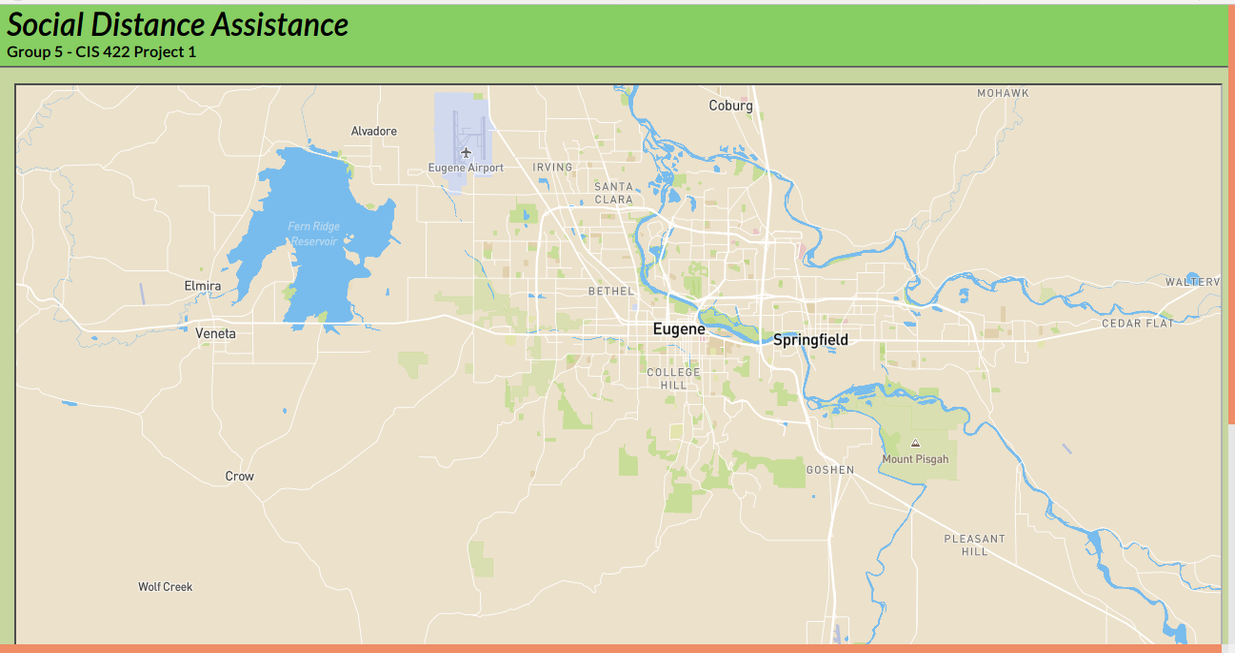 Social Distance Assistance
Group 5 - CIS 422 Project 1
MOHAWK
Coburg
Alvadore
Eugene Airport
IRVING
SANTA
CLARA
Fern Ridge
Reservoir
Elmira
BETHEL
WALTERV
CEDAR FLAT
Veneta
Eugene
Springfield
COLLEGE
HILL
Mount Pisgah
GOSHEN
Crow
PLEASANT
HILL
Wolf Creek